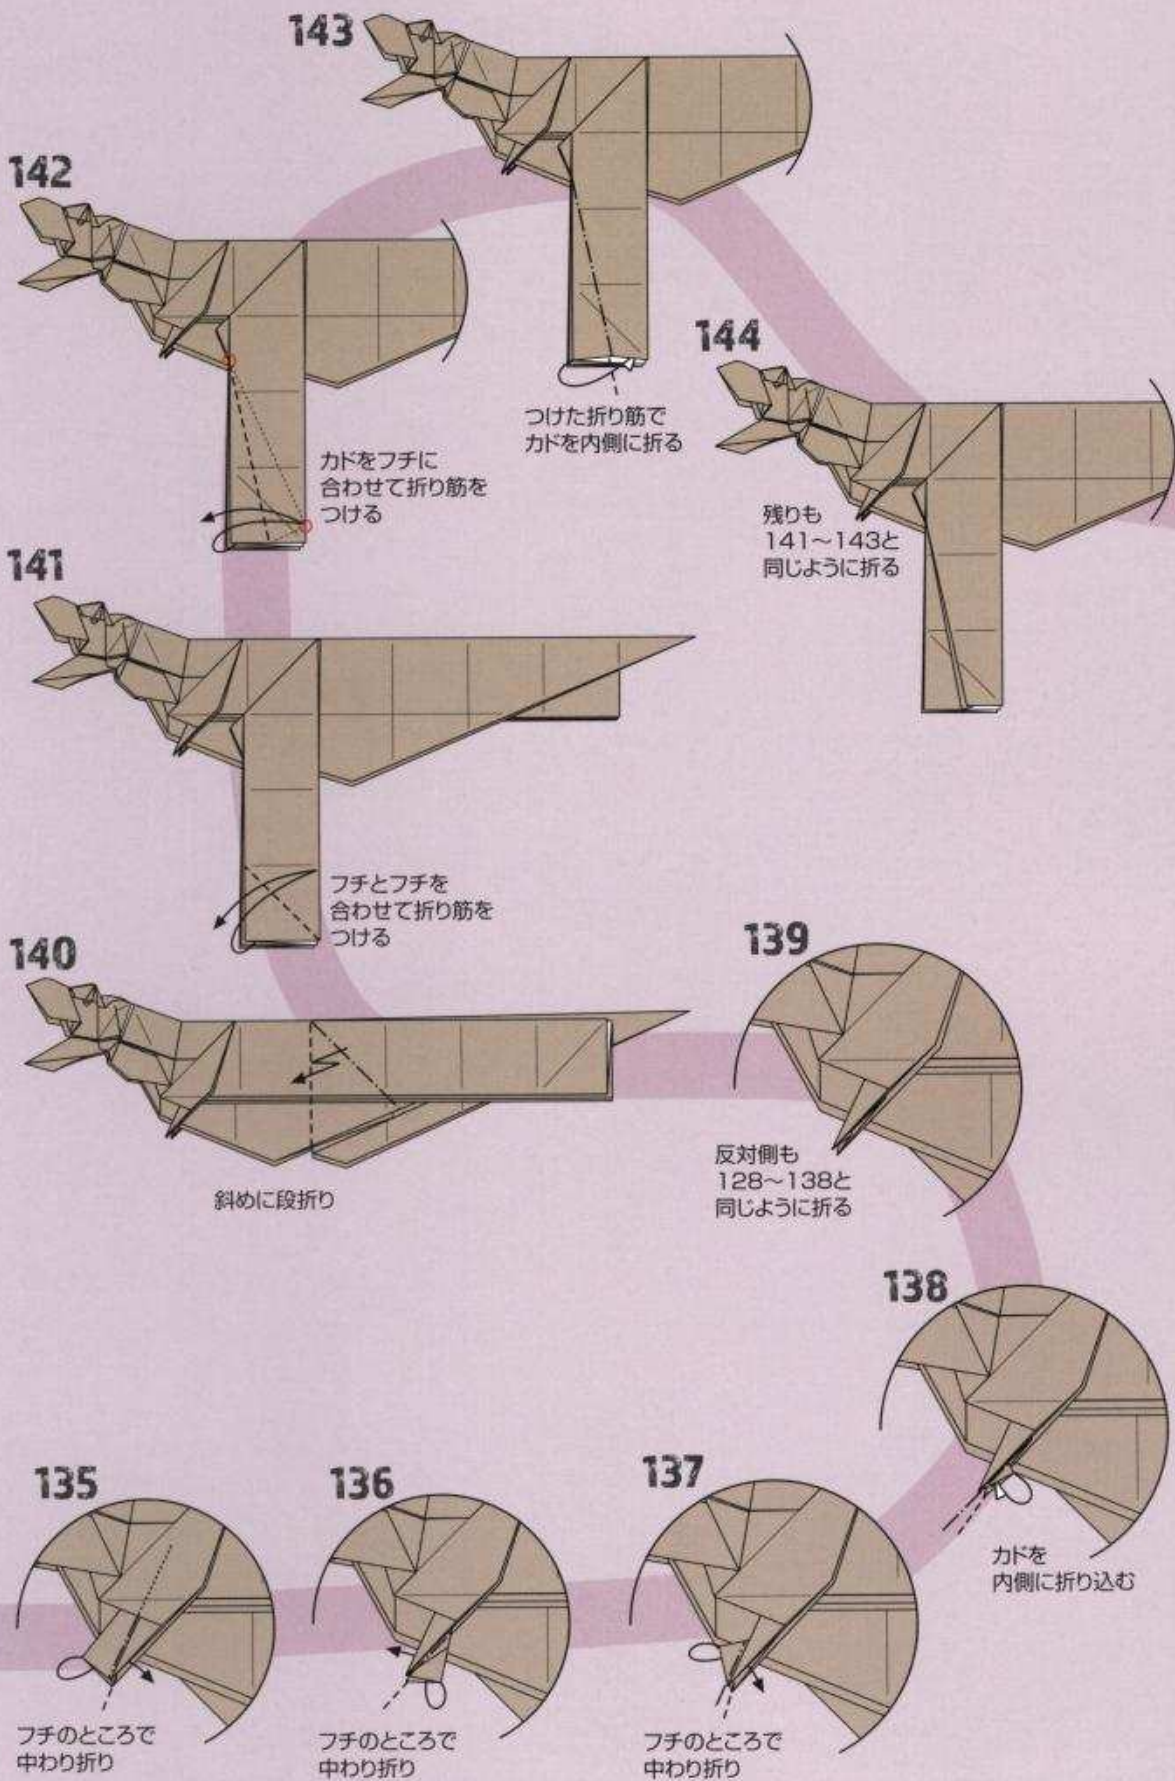 135
フチのところで
中わり折り
136
フチのところで
中わり折り
137
フチのところで
中わり折り
138
カドを
内側に折り込む
139
反対側も
128〜138と
同じように折る
140
斜めに段折り
141
フチとフチを
合わせて折り筋を
つける
142
カドをフチに
合わせて折り筋を
つける
143
つけた折り筋で
カドを内側に折る
144
残りも
141〜143と
同じように折る